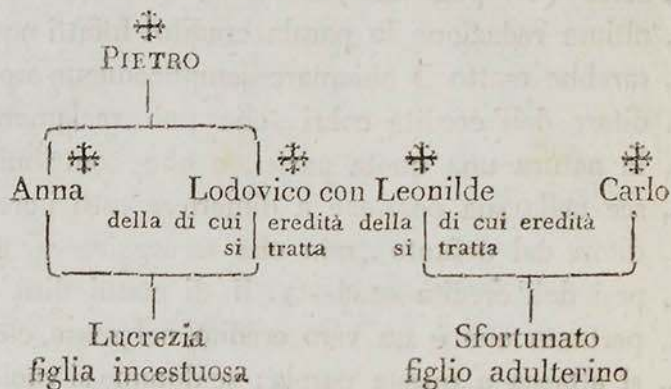 PIETRO
Anna Lodovico con Leonilde Carlo
della di cui eredità della di cui eredità
si tratta si tratta
Lucrezia Sfortunato
figlia incestuosa figlio adulterino